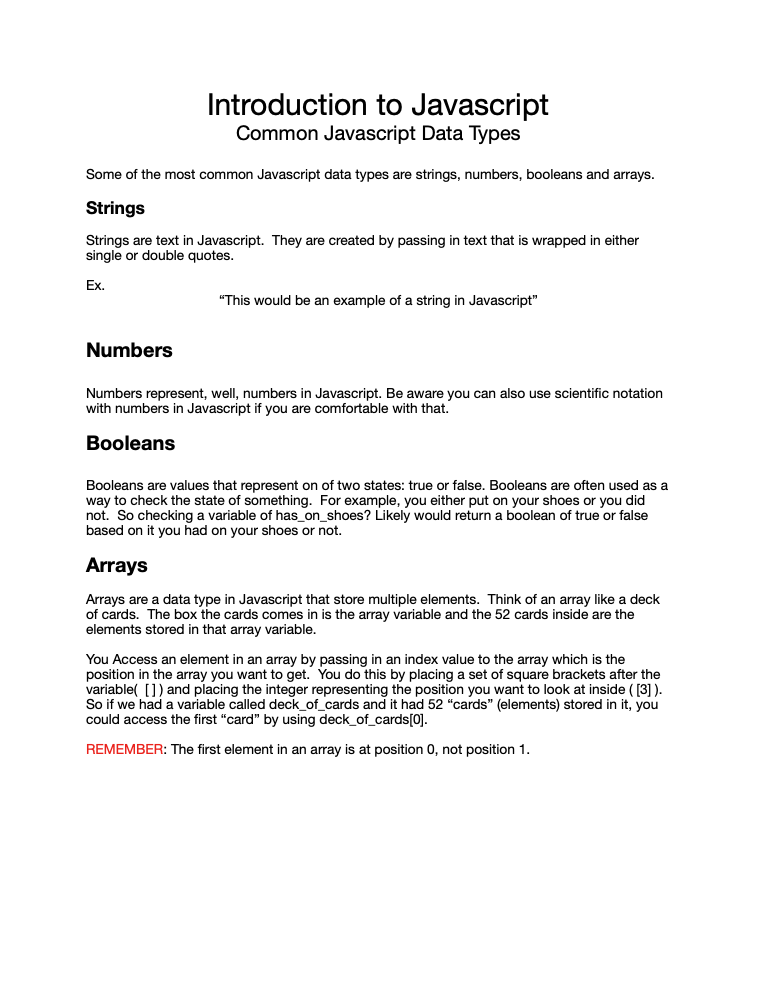 Introduction to Javascript
Common Javascript Data Types
Some of the most common Javascript data types are strings, numbers, booleans and arrays.
Strings
Strings are text in Javascript.  They are created by passing in text that is wrapped in either
single or double quotes.
Ex.
“This would be an example of a string in Javascript”
Numbers
Numbers represent, well, numbers in Javascript. Be aware you can also use scientific notation
with numbers in Javascript if you are comfortable with that.
Booleans
Booleans are values that represent on of two states: true or false. Booleans are often used as a
way to check the state of something.  For example, you either put on your shoes or you did
not.  So checking a variable of has_on_shoes? Likely would return a boolean of true or false
based on it you had on your shoes or not.
Arrays
Arrays are a data type in Javascript that store multiple elements.  Think of an array like a deck
of cards.  The box the cards comes in is the array variable and the 52 cards inside are the
elements stored in that array variable.
You Access an element in an array by passing in an index value to the array which is the
position in the array you want to get.  You do this by placing a set of square brackets after the
variable(  [ ] ) and placing the integer representing the position you want to look at inside ( [3] ).
So if we had a variable called deck_of_cards and it had 52 “cards” (elements) stored in it, you
could access the first “card” by using deck_of_cards[0].
REMEMBER: The first element in an array is at position 0, not position 1.